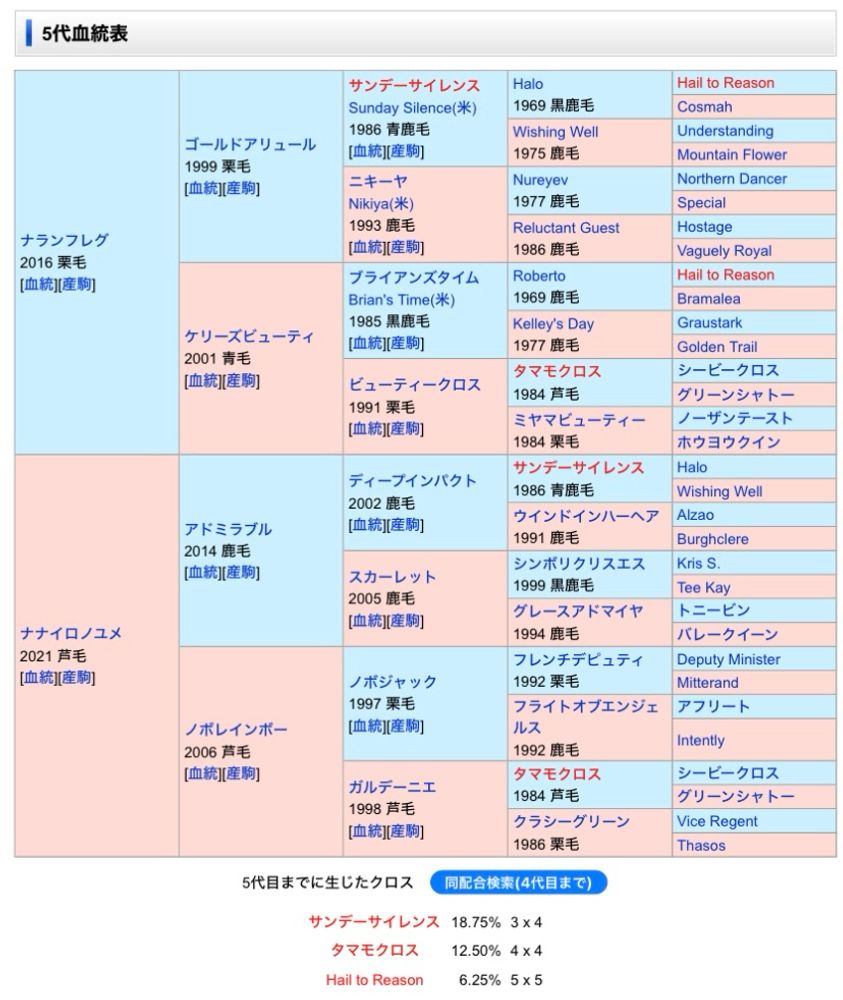 5代血統表
ナランフレグ
2016 栗毛
[血統][産駒]
ゴールドアリュール
1999 栗毛
[血統][産駒]
サンデーサイレンス
Sunday Silence(米)
1986 青鹿毛
[血統][産駒]
Halo
1969 黒鹿毛
Hail to Reason
Cosmah
Wishing Well
1975 鹿毛
Understanding
Mountain Flower
ニキーヤ
Nikiya(米)
1993 鹿毛
[血統][産駒]
Nureyev
1977 鹿毛
Northern Dancer
Special
Reluctant Guest
1986 鹿毛
Hostage
Vaguely Royal
ケリーズビューティ
2001 青毛
[血統][産駒]
ブライアンズタイム
Brian's Time(米)
1985 黒鹿毛
[血統][産駒]
Roberto
1969 鹿毛
Hail to Reason
Bramalea
Kelley's Day
1977 鹿毛
Graustark
Golden Trail
ビューティークロス
1991 栗毛
[血統][産駒]
タマモクロス
1984 芦毛
シービークロス
グリーンシャトー
ミヤマビューティー
1984 栗毛
ノーザンテースト
ホウヨウクイン
ナナイロノユメ
2021 芦毛
[血統][産駒]
アドミラブル
2014 鹿毛
[血統][産駒]
ディープインパクト
2002 鹿毛
[血統][産駒]
サンデーサイレンス
1986 青鹿毛
Halo
Wishing Well
ウインドインハーヘア
1991 鹿毛
Alzao
Burghclere
スカーレット
2005 鹿毛
[血統][産駒]
シンボリクリスエス
1999 黒鹿毛
Kris S.
Tee Kay
グレースアドマイヤ
1994 鹿毛
トニービン
バレークイーン
ノボレインボー
2006 芦毛
[血統][産駒]
ノボジャック
1997 栗毛
[血統][産駒]
フレンチデピュティ
1992 栗毛
Deputy Minister
Mitterand
フライトオブエンジェ
ルス
1992 鹿毛
アフリート
Intently
ガルデーニエ
1998 芦毛
[血統][産駒]
タマモクロス
1984 芦毛
シービークロス
グリーンシャトー
クラシーグリーン
1986 栗毛
Vice Regent
Thasos
5代目までに生じたクロス 同配合検索(4代目まで)
サンデーサイレンス 18.75% 3 x 4
タマモクロス 12.50% 4 x 4
Hail to Reason 6.25% 5 x 5